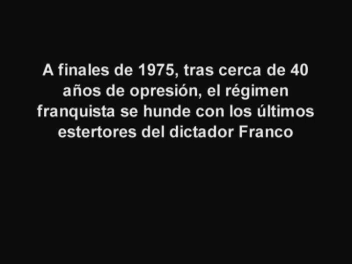 A finales de 1975, tras cerca de 40
años de opresión, el régimen
franquista se hunde con los últimos
estertores del dictador Franco